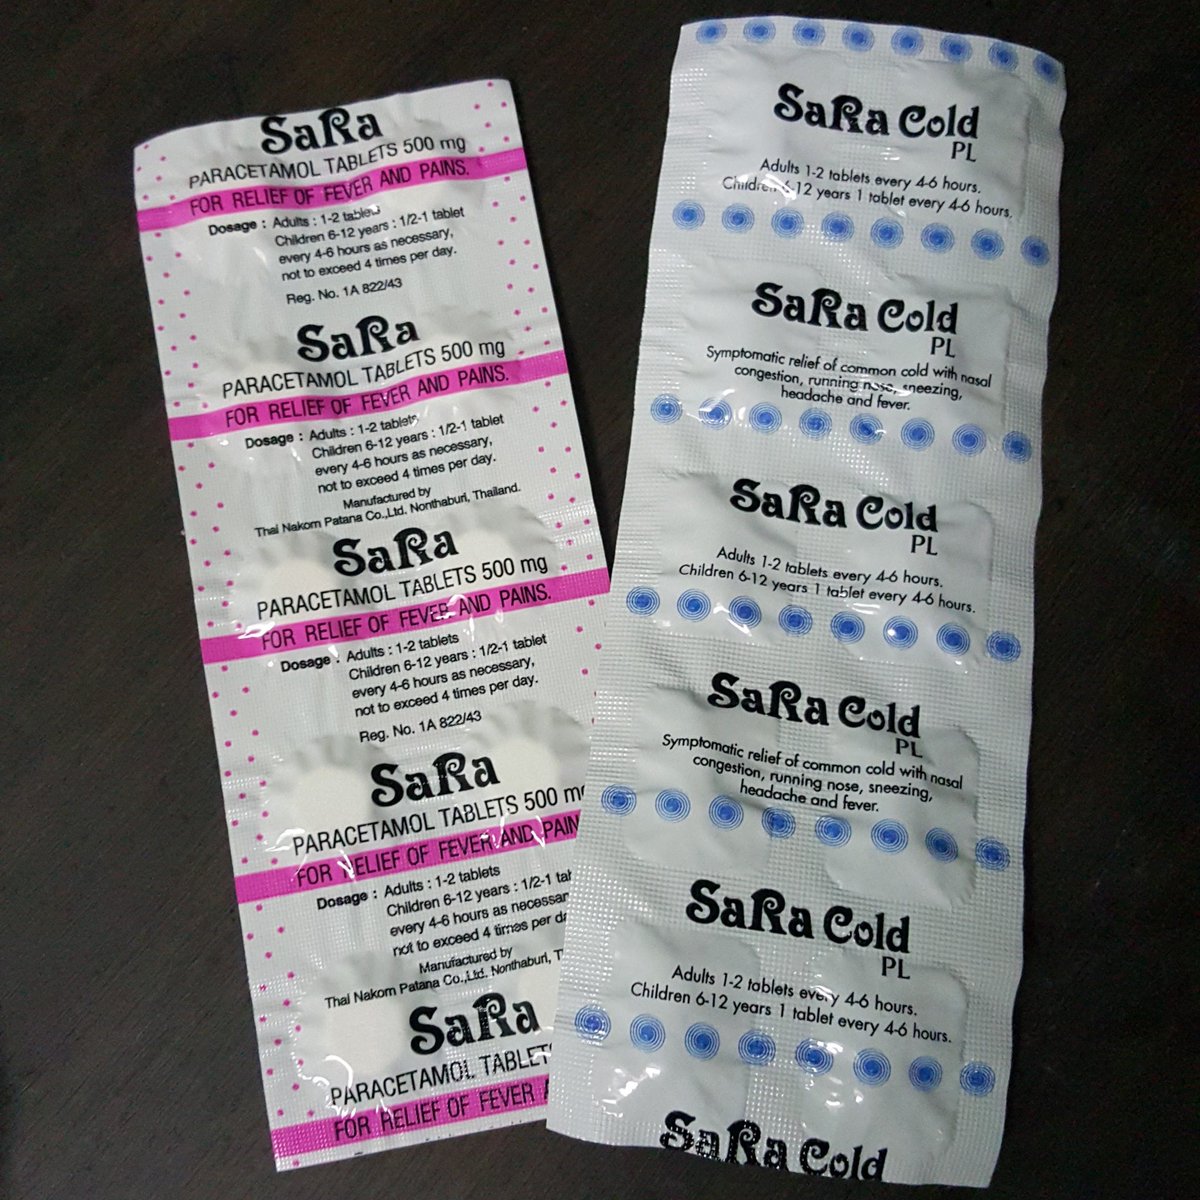 SaRa
PARACETAMOL TABLETS 500 mg
FOR RELIEF OF FEVER AND PAINS.
Dosage : Adults : 1-2 tablets
Children 6-12 years : 1/2-1 tablet
every 4-6 hours as necessary,
not to exceed 4 times per day.
Reg. No. 1A 822/43
SaRa
PARACETAMOL TABLETS 500 mg
FOR RELIEF OF FEVER AND PAINS.
Dosage : Adults : 1-2 tablets
Children 6-12 years : 1/2-1 tablet
every 4-6 hours as necessary,
not to exceed 4 times per day.
Manufactured by
Thai Nakorn Patana Co.,Ltd. Nonthaburi, Thailand.
SaRa
PARACETAMOL TABLETS 500 mg
FOR RELIEF OF FEVER AND PAINS.
Dosage : Adults : 1-2 tablets
Children 6-12 years : 1/2-1 tablet
every 4-6 hours as necessary,
not to exceed 4 times per day.
Reg. No. 1A 822/43
SaRa
PARACETAMOL TABLETS 500
FOR RELIEF OF FEVER AND
Dosage : Adults : 1-2 tablets
Children 6-12 years : 1/2-1
every 4-6 hours as
not to exceed 4 times per
Manufactured by
Thai Nakorn Patana Co.,Ltd. Nonthaburi,
SaRa
PARACETAMOL TABLETS
FOR RELIEF OF FEVER
SaRa Cold
PL
Adults 1-2 tablets every 4-6 hours.
Children 6-12 years 1 tablet every 4-6 hours.
SaRa Cold
PL
Symptomatic relief of common cold with nasal
congestion, running nose, sneezing,
headache and fever.
SaRa Cold
PL
Adults 1-2 tablets every 4-6 hours.
Children 6-12 years 1 tablet every 4-6 hours.
SaRa Cold
PL
Symptomatic relief of common cold with nasal
congestion, running nose, sneezing,
headache and fever.
SaRa Cold
PL
Adults 1-2 tablets every 4-6 hours.
Children 6-12 years 1 tablet every 4-6 hours.
SaRa Cold